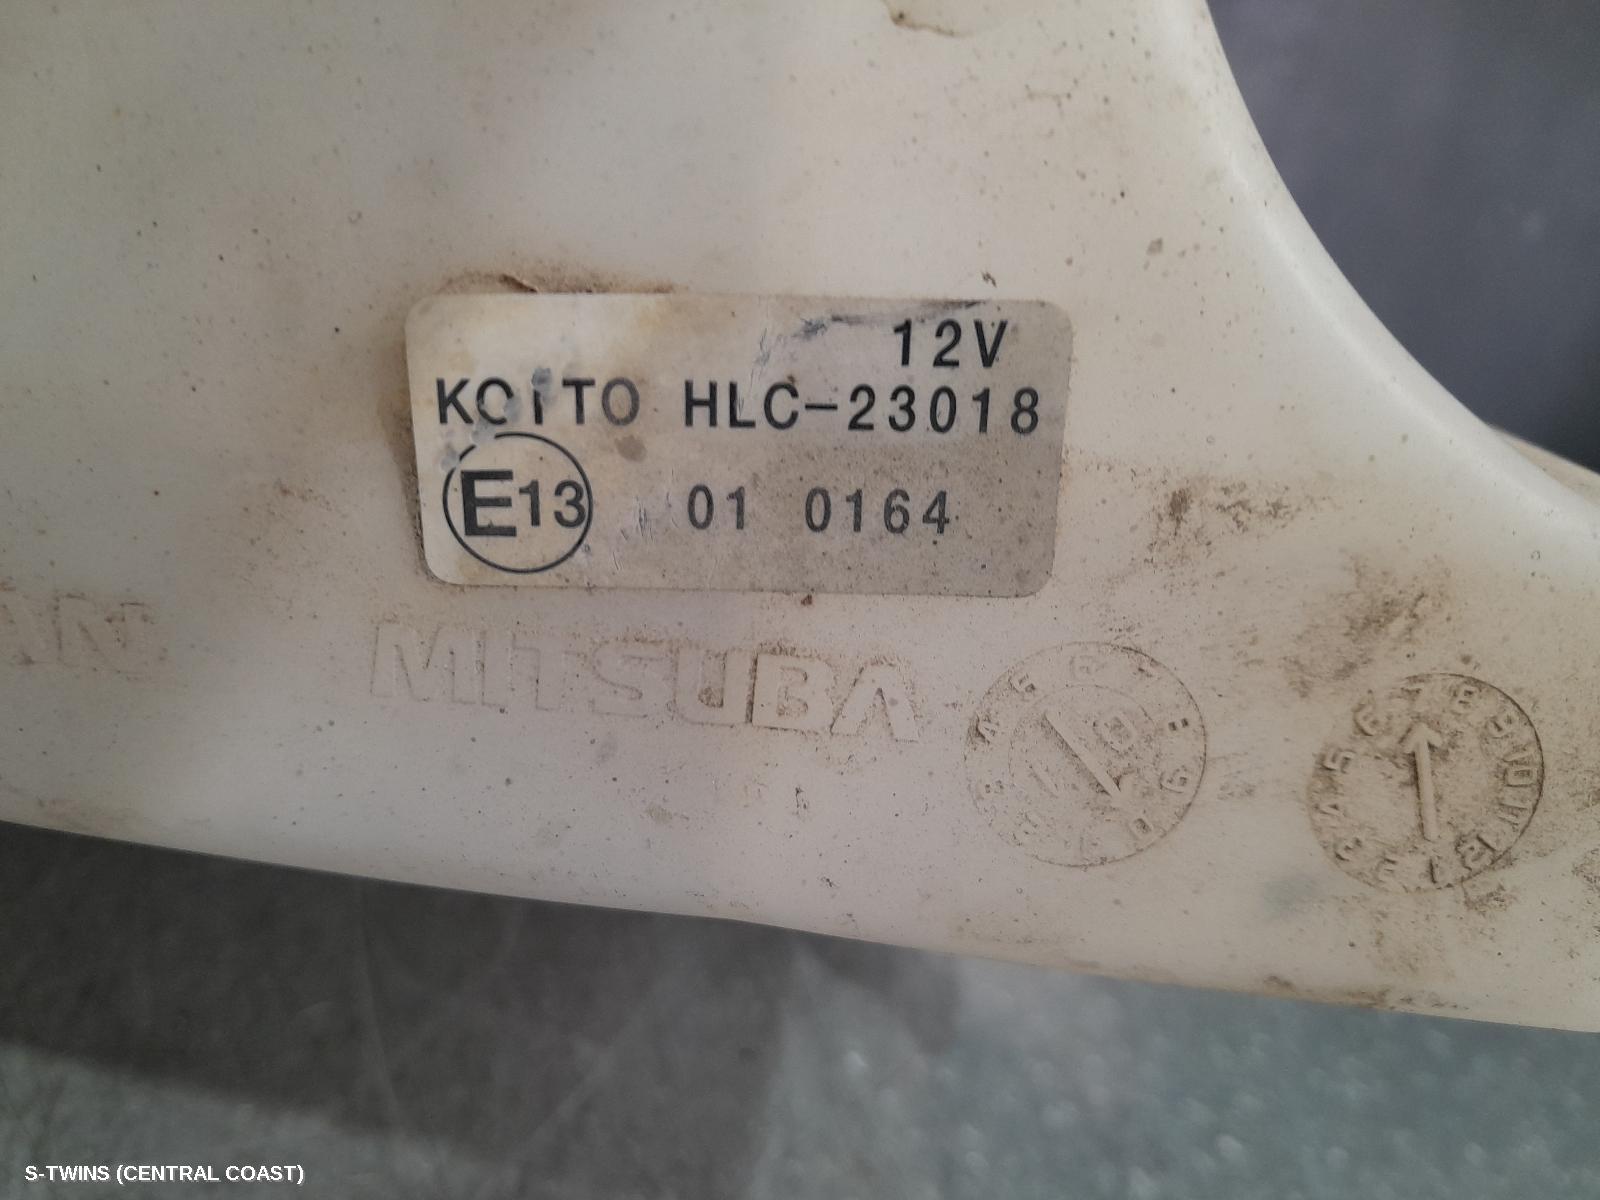 12V
KOITO HLC-23018
E13 01 0164
MITSUBA
S-TWINS (CENTRAL COAST)